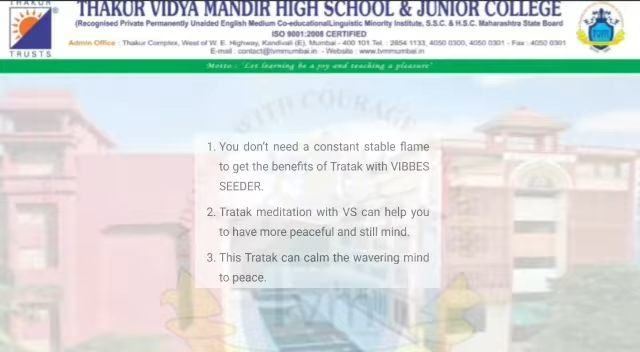 THAKUR
TRUSTS
THAKUR VIDYA MANDIR HIGH SCHOOL & JUNIOR COLLEGE
(Recognised Private Permanently Unaided English Medium Co-educationalLinguistic Minority Institute, S.S.C. & H.S.C. Maharashtra State Board
ISO 9001:2008 CERTIFIED
Admin Office : Thakur Complex, West of W. E. Highway, Kandivali (E), Mumbai - 400 101.Tel. : 2854 1133, 4050 0300, 4050 0301 - Fax : 4050 0301
E-mail : contact@tvmmumbai.in - Website : www.tvmmumbai.in
tvm
Motto : "Let learning be a joy and teaching a pleasure"
WITH COURAGE
1. You don't need a constant stable flame
to get the benefits of Tratak with VIBBES
SEEDER.
2. Tratak meditation with VS can help you
to have more peaceful and still mind.
3. This Tratak can calm the wavering mind
to peace.
tvm